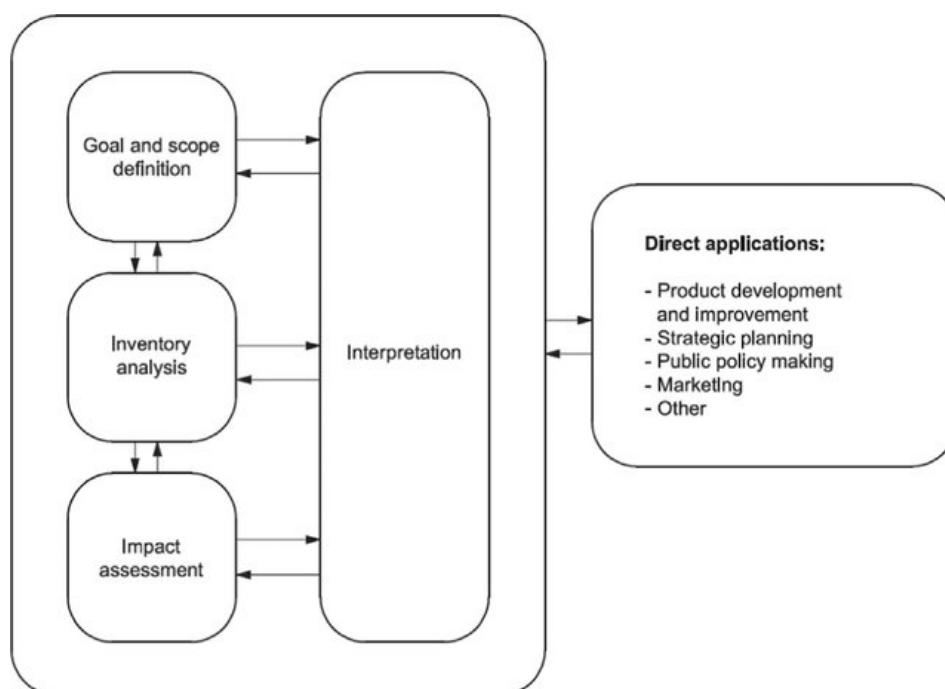 Goal and scope
definition
Inventory
analysis
Impact
assessment
Interpretation
Direct applications:
- Product development
and improvement
- Strategic planning
- Public policy making
- Marketing
- Other